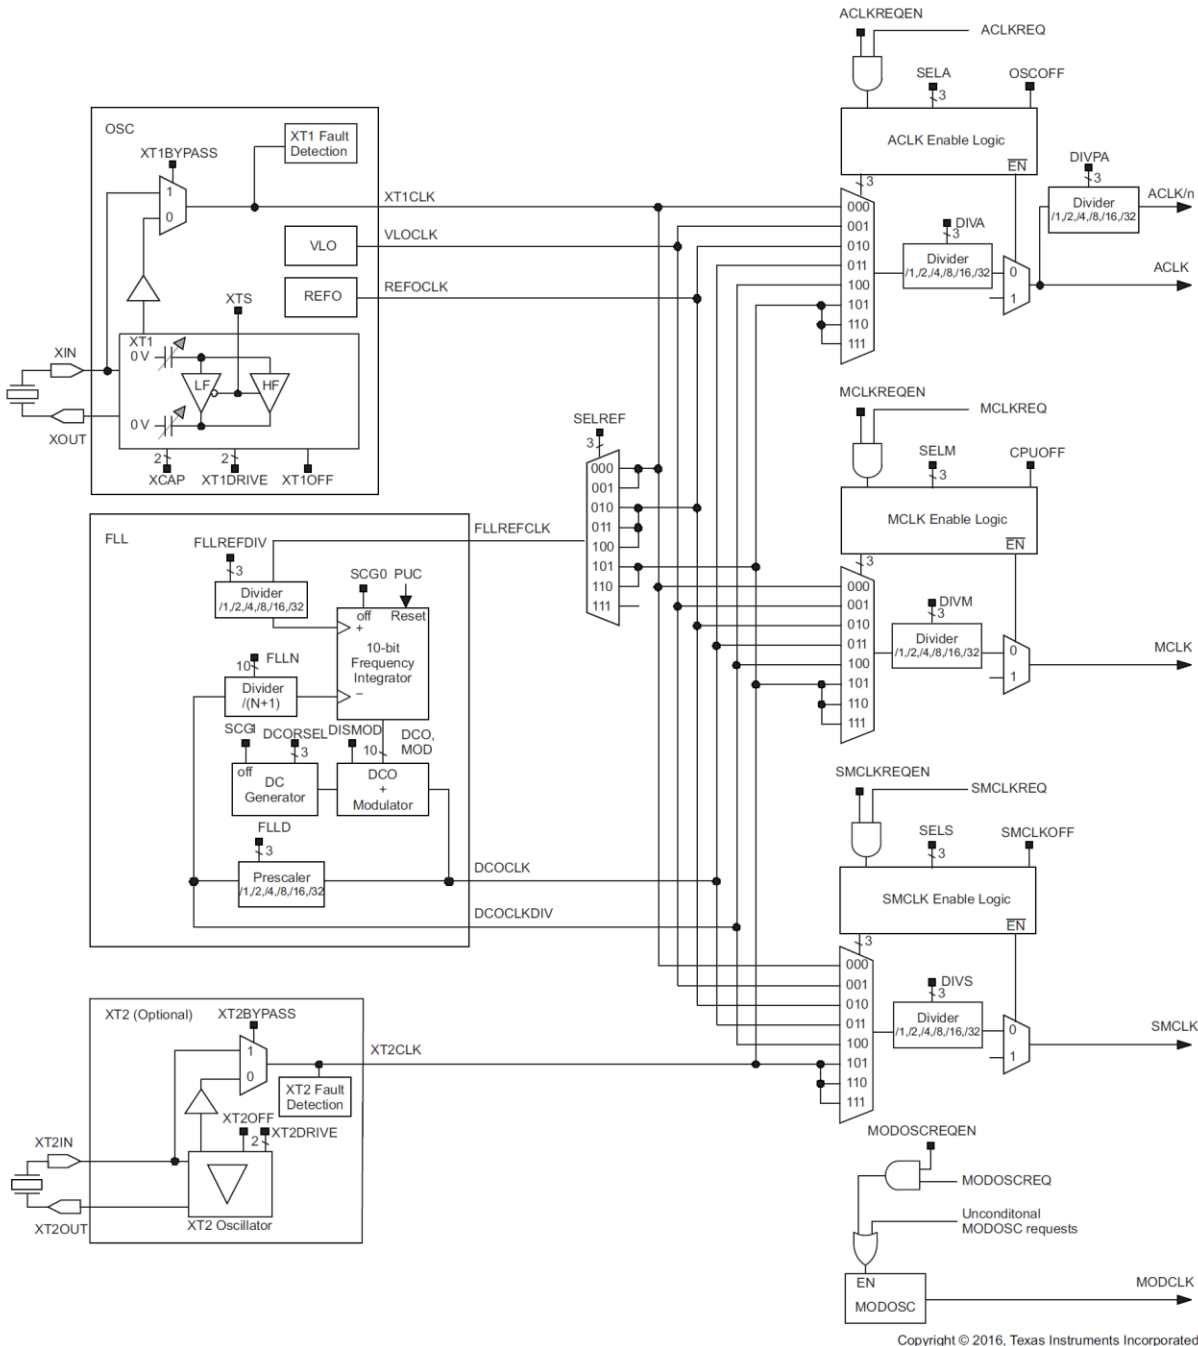 ACLKREQEN
ACLKREQ
SELA
OSCOFF
3
ACLK Enable Logic
EN
DIVPA
3
Divider
/1,/2,/4,/8,/16,/32
ACLK/n
3
000
001
010
011
100
101
110
111
DIVA
3
Divider
/1,/2,/4,/8,/16,/32
0
1
ACLK
OSC
XT1 Fault
Detection
XT1BYPASS
1
0
XT1CLK
VLO
VLOCLK
REFO
REFOCLK
XTS
XT1
0 V
LF
HF
0 V
XIN
XOUT
2
2
XCAP
XT1DRIVE
XT1OFF
SELREF
3
000
001
010
011
100
101
110
111
MCLKREQEN
MCLKREQ
SELM
CPUOFF
3
MCLK Enable Logic
EN
3
000
001
010
011
100
101
110
111
DIVM
3
Divider
/1,/2,/4,/8,/16,/32
0
1
MCLK
FLL
FLLREFCLK
FLLREFDIV
3
Divider
/1,/2,/4,/8,/16,/32
SCG0
PUC
off
Reset
+
10-bit
Frequency
Integrator
−
FLLN
10
Divider
/(N+1)
SCG1
DCORSEL
DISMOD
DCO,
MOD
3
10
off
DC
Generator
DCO
+
Modulator
FLLD
3
Prescaler
/1,/2,/4,/8,/16,/32
DCOCLK
DCOCLKDIV
SMCLKREQEN
SMCLKREQ
SELS
SMCLKOFF
3
SMCLK Enable Logic
EN
3
000
001
010
011
100
101
110
111
DIVS
3
Divider
/1,/2,/4,/8,/16,/32
0
1
SMCLK
XT2 (Optional)
XT2BYPASS
1
0
XT2CLK
XT2 Fault
Detection
XT2OFF
XT2DRIVE
2
XT2IN
XT2OUT
XT2 Oscillator
MODOSCREQEN
MODOSCREQ
Unconditonal
MODOSC requests
EN
MODOSC
MODCLK
Copyright © 2016, Texas Instruments Incorporated